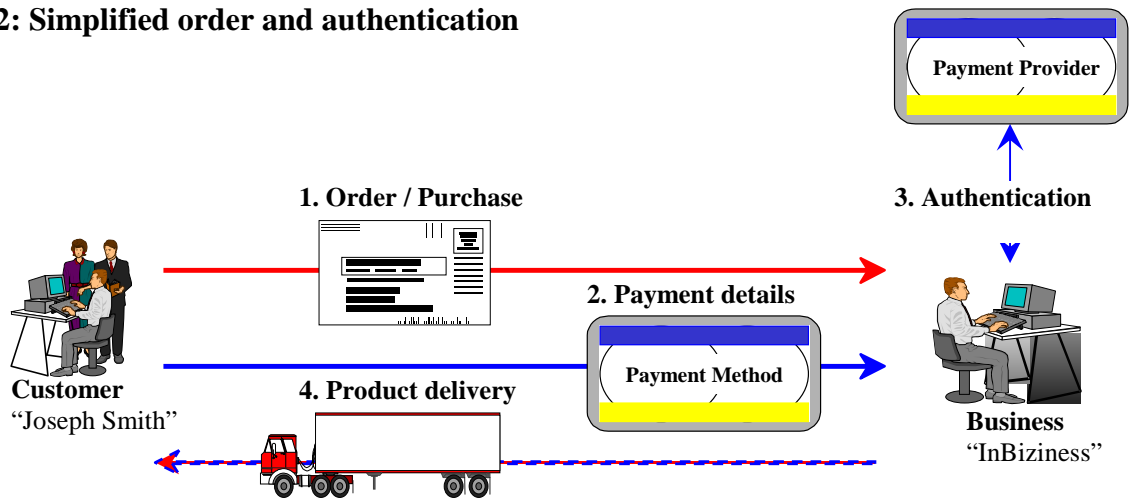 2: Simplified order and authentication
Payment Provider
1. Order / Purchase
3. Authentication
2. Payment details
Payment Method
Customer
“Joseph Smith”
4. Product delivery
Business
“InBiziness”